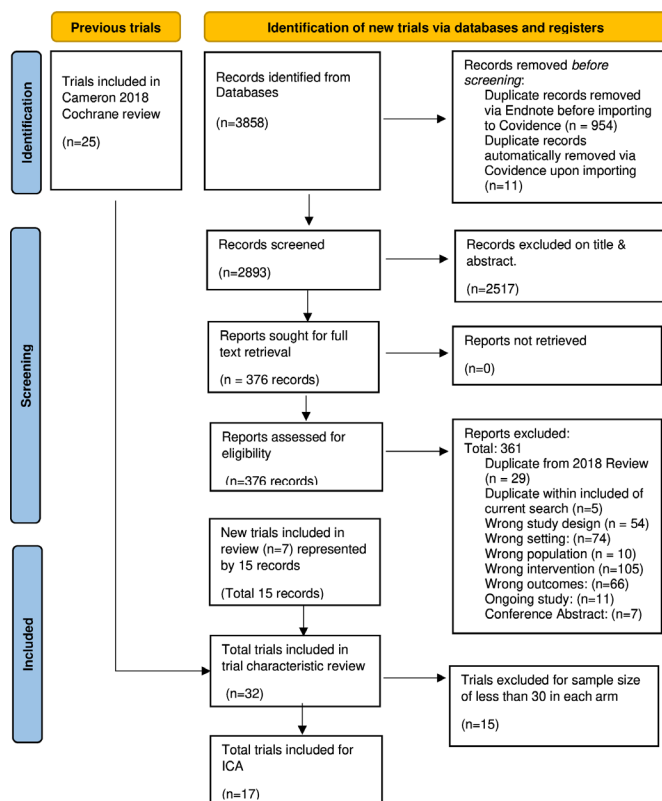 Previous trials
Identification of new trials via databases and registers
Identification
Trials included in
Cameron 2018
Cochrane review
(n=25)
Records identified from
Databases
(n=3858)
Records removed before
screening:
Duplicate records removed
via Endnote before importing
to Covidence (n = 954)
Duplicate records
automatically removed via
Covidence upon importing
(n=11)
Screening
Records screened
(n=2893)
Records excluded on title &
abstract.
(n=2517)
Reports sought for full
text retrieval
(n = 376 records)
Reports not retrieved
(n=0)
Reports assessed for
eligibility
(n=376 records)
Reports excluded:
Total: 361
Duplicate from 2018 Review
(n = 29)
Duplicate within included of
current search (n=5)
Wrong study design (n = 54)
Wrong setting: (n=74)
Wrong population (n = 10)
Wrong intervention (n=105)
Wrong outcomes: (n=66)
Ongoing study: (n=11)
Conference Abstract: (n=7)
New trials included in
review (n=7) represented
by 15 records
(Total 15 records)
Included
Total trials included in
trial characteristic review
(n=32)
Trials excluded for sample size
of less than 30 in each arm
(n=15)
Total trials included for
ICA
(n=17)